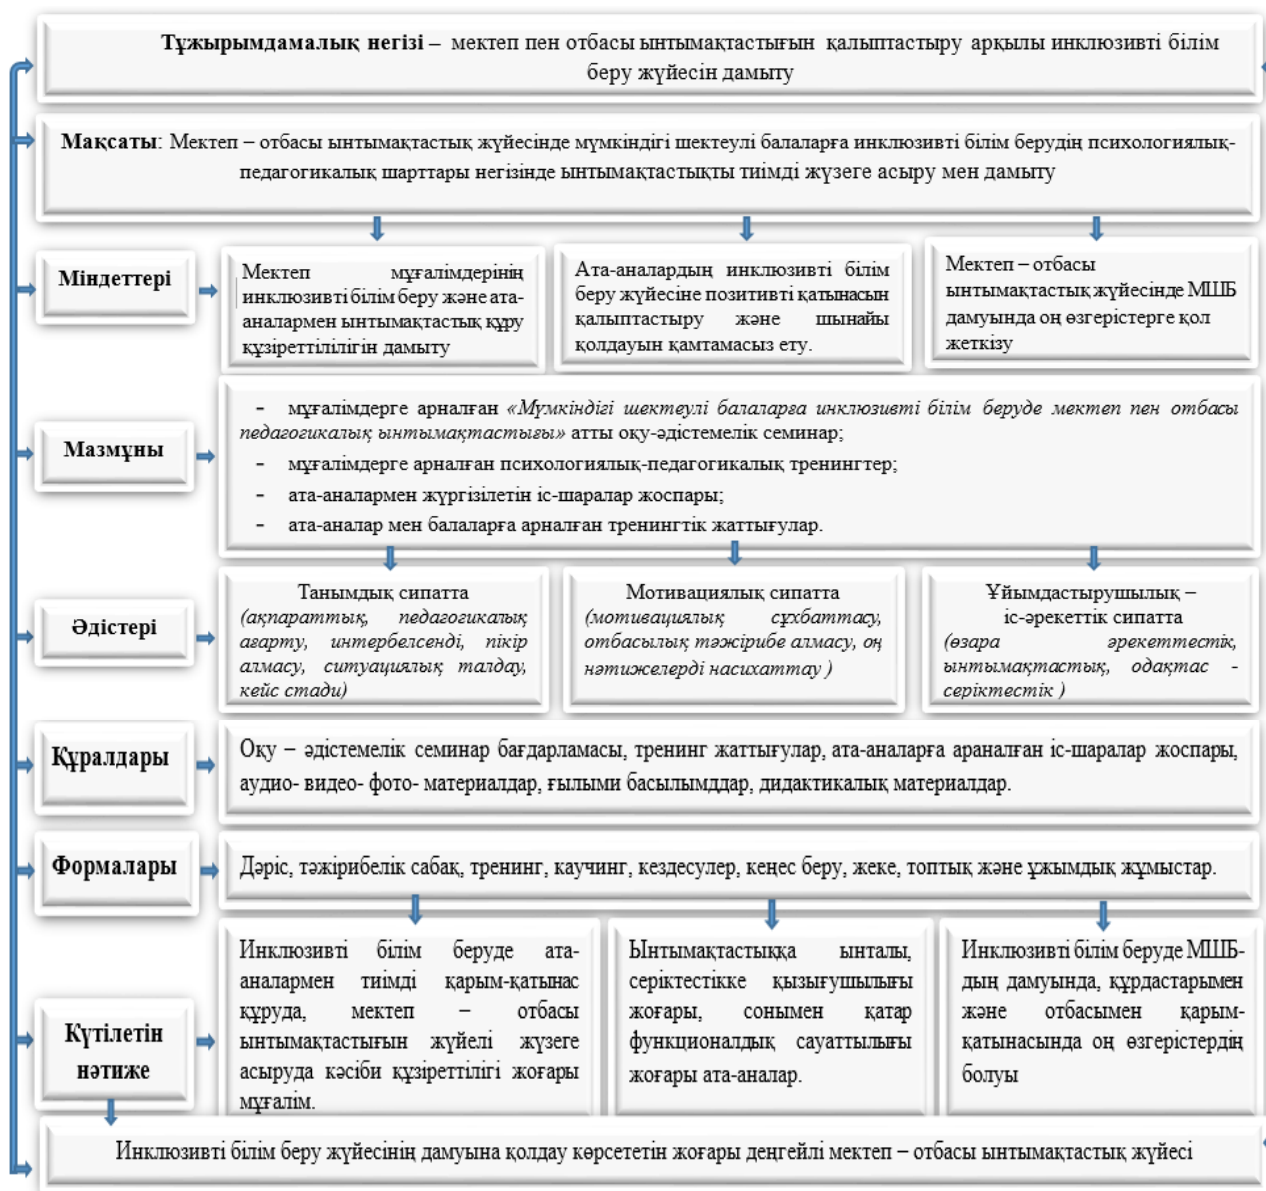 Тұжырымдамалық негізі – мектеп пен отбасы ынтымақтастығын қалыптастыру арқылы инклюзивті білім
беру жүйесін дамыту
Мақсаты: Мектеп – отбасы ынтымақтастық жүйесінде мүмкіндігі шектеулі балаларға инклюзивті білім берудің психологиялық-
педагогикалық шарттары негізінде ынтымақтастықты тиімді жүзеге асыру мен дамыту
Міндеттері
Мектеп мұғалімдерінің
инклюзивті білім беру және ата-
аналармен ынтымақтастық құру
құзіреттілілігін дамыту
Ата-аналардың инклюзивті білім
беру жүйесіне позитивті қатынасын
қалыптастыру және шынайы
қолдауын қамтамасыз ету.
Мектеп – отбасы
ынтымақтастық жүйесінде МШБ
дамуында оң өзгерістерге қол
жеткізу
Мазмұны
- мұғалімдерге арналған «Мүмкіндігі шектеулі балаларға инклюзивті білім беруде мектеп пен отбасы
педагогикалық ынтымақтастығы» атты оқу-әдістемелік семинар;
- мұғалімдерге арналған психологиялық-педагогикалық тренингтер;
- ата-аналармен жүргізілетін іс-шаралар жоспары;
- ата-аналар мен балаларға арналған тренингтік жаттығулар.
Әдістері
Танымдық сипатта
(ақпараттық, педагогикалық
ағарту, интербелсенді, пікір
алмасу, ситуациялық талдау,
кейс стади)
Мотивациялық сипатта
(мотивациялық сұхбаттасу,
отбасылық тәжірибе алмасу, оң
нәтижелерді насихаттау )
Ұйымдастырушылық –
іс-әрекеттік сипатта
(өзара әрекеттестік,
ынтымақтастық, одақтас -
серіктестік )
Құралдары
Оқу – әдістемелік семинар бағдарламасы, тренинг жаттығулар, ата-аналарға араналған іс-шаралар жоспары,
аудио- видео- фото- материалдар, ғылыми басылымддар, дидактикалық материалдар.
Формалары
Дәріс, тәжірибелік сабақ, тренинг, каучинг, кездесулер, кеңес беру, жеке, топтық және ұжымдық жұмыстар.
Күтілетін
нәтиже
Инклюзивті білім беруде ата-
аналармен тиімді қарым-қатынас
құруда, мектеп – отбасы
ынтымақтастығын жүйелі жүзеге
асыруда кәсіби құзіреттілігі жоғары
мұғалім.
Ынтымақтастыққа ынталы,
серіктестікке қызығушылығы
жоғары, сонымен қатар
функционалдық сауаттылығы
жоғары ата-аналар.
Инклюзивті білім беруде МШБ-
дың дамуында, құрдастарымен
және отбасымен қарым-
қатынасында оң өзгерістердің
болуы
Инклюзивті білім беру жүйесінің дамуына қолдау көрсететін жоғары деңгейлі мектеп – отбасы ынтымақтастық жүйесі